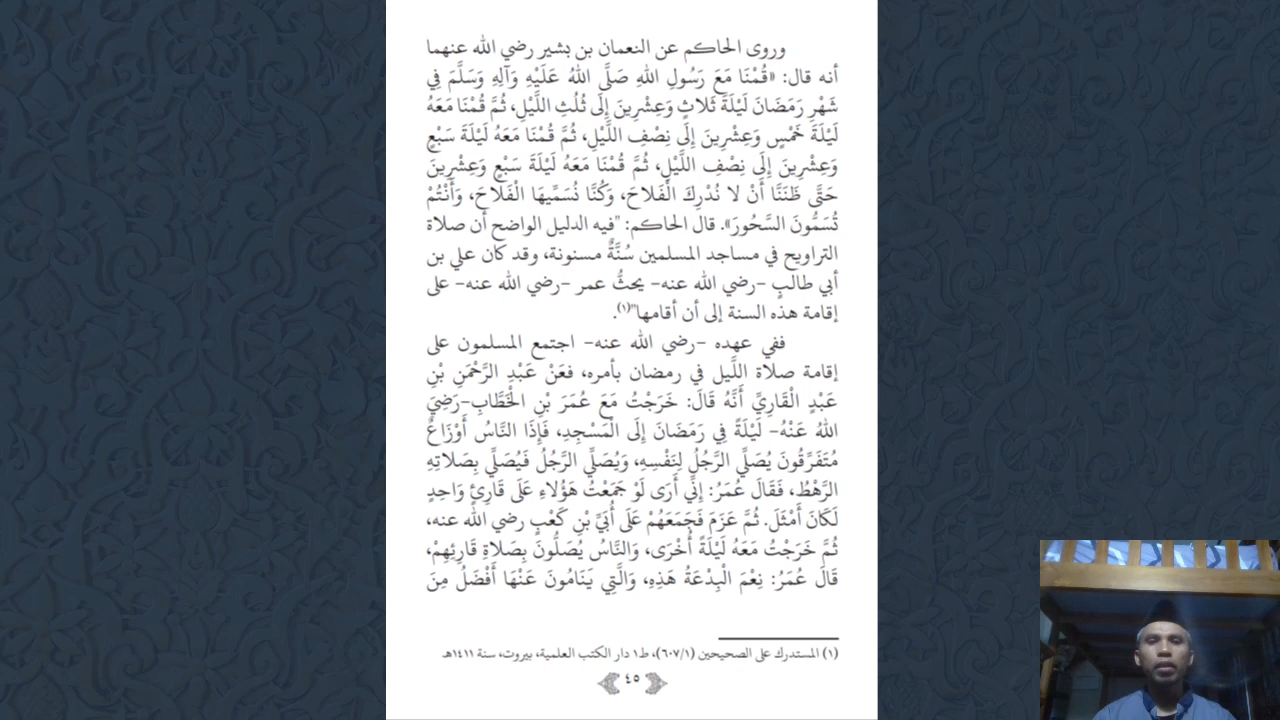 وروى الحاكم عن النعمان بن بشير رضي الله عنهما
أنه قال: «قُمْنَا مَعَ رَسُولِ اللهِ صَلَّى اللهُ عَلَيْهِ وَآلِهِ وَسَلَّمَ فِي
شَهْرِ رَمَضَانَ لَيْلَةَ ثَلاثٍ وَعِشْرِينَ إِلَى ثُلُثِ اللَّيْلِ، ثُمَّ قُمْنَا مَعَهُ
لَيْلَةَ خَمْسٍ وَعِشْرِينَ إِلَى نِصْفِ اللَّيْلِ، ثُمَّ قُمْنَا مَعَهُ لَيْلَةَ سَبْعٍ
وَعِشْرِينَ إِلَى نِصْفِ اللَّيْلِ، ثُمَّ قُمْنَا مَعَهُ لَيْلَةَ سَبْعٍ وَعِشْرِينَ
حَتَّى ظَنَنَّا أَنْ لا نُدْرِكَ الْفَلاحَ، وَكُنَّا نُسَمِّيهَا الْفَلَاحَ، وَأَنْتُمْ
تُسَمُّونَ السَّحُورَ». قال الحاكم: "فيه الدليل الواضح أن صلاة
التراويح في مساجد المسلمين سُنَّةٌ مسنونة، وقد كان علي بن
أبي طالبٍ -رضي الله عنه- يحثُّ عمر -رضي الله عنه- على
إقامة هذه السنة إلى أن أقامها"(١).
ففي عهده -رضي الله عنه- اجتمع المسلمون على
إقامة صلاة اللَّيل في رمضان بأمره، فعَنْ عَبْدِ الرَّحْمَنِ بْنِ
عَبْدٍ الْقَارِيِّ أَنَّهُ قَالَ: خَرَجْتُ مَعَ عُمَرَ بْنِ الْخَطَّابِ-رَضِيَ
اللهُ عَنْهُ- لَيْلَةً فِي رَمَضَانَ إِلَى الْمَسْجِدِ، فَإِذَا النَّاسُ أَوْزَاعٌ
مُتَفَرِّقُونَ يُصَلِّي الرَّجُلُ لِنَفْسِهِ، وَيُصَلِّي الرَّجُلُ فَيُصَلِّي بِصَلاتِهِ
الرَّهْطُ، فَقَالَ عُمَرُ: إِنِّي أَرَى لَوْ جَمَعْتُ هَؤُلاءِ عَلَى قَارِئٍ وَاحِدٍ
لَكَانَ أَمْثَلَ. ثُمَّ عَزَمَ فَجَمَعَهُمْ عَلَى أُبَيِّ بْنِ كَعْبٍ رضي الله عنه،
ثُمَّ خَرَجْتُ مَعَهُ لَيْلَةً أُخْرَى، وَالنَّاسُ يُصَلُّونَ بِصَلاةِ قَارِئِهِمْ،
قَالَ عُمَرُ: نِعْمَ الْبِدْعَةُ هَذِهِ، وَالَّتِي يَنَامُونَ عَنْهَا أَفْضَلُ مِنَ
(١) المستدرك على الصحيحين (٦٠٧/١)، ط١ دار الكتب العلمية، بيروت، سنة ١٤١١هـ
٤٥